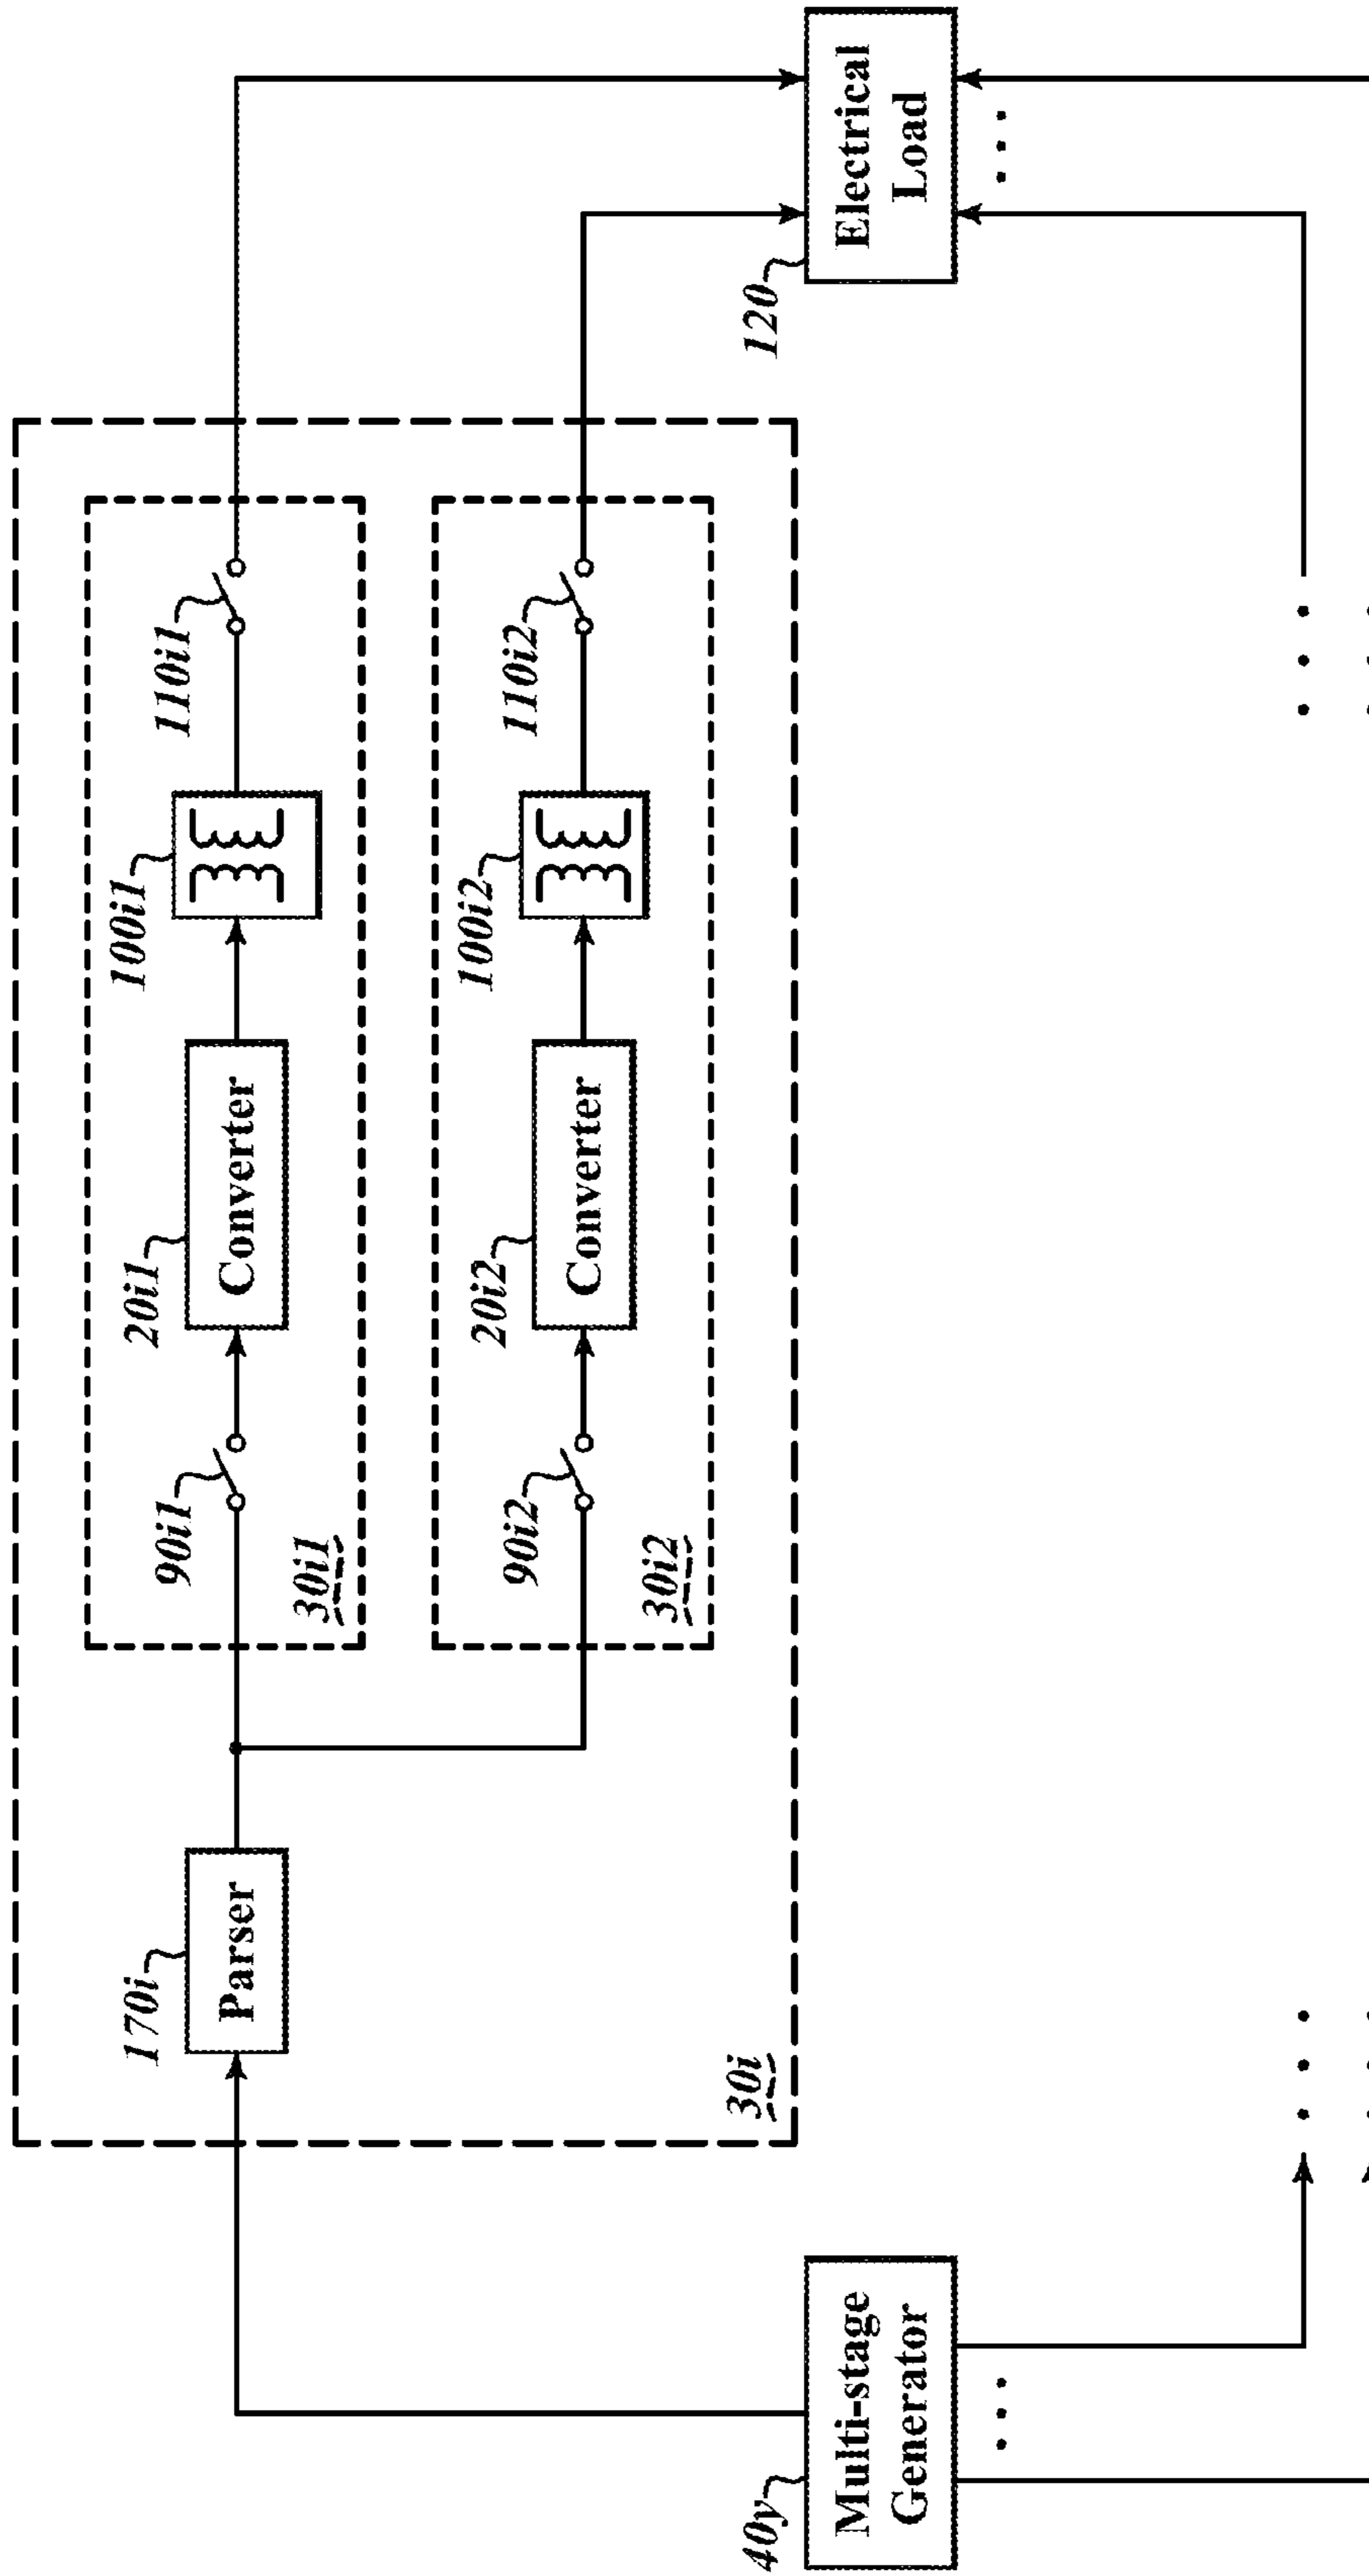 170i
Parser
90i1
20i1
Converter
100i1
110i1
30i1
90i2
20i2
Converter
100i2
110i2
30i2
30i
40y
Multi-stage
Generator
120
Electrical
Load